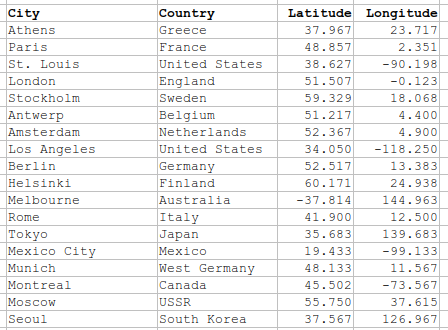 City Country Latitude Longitude
Athens Greece 37.967 23.717
Paris France 48.857 2.351
St. Louis United States 38.627 -90.198
London England 51.507 -0.123
Stockholm Sweden 59.329 18.068
Antwerp Belgium 51.217 4.400
Amsterdam Netherlands 52.367 4.900
Los Angeles United States 34.050 -118.250
Berlin Germany 52.517 13.383
Helsinki Finland 60.171 24.938
Melbourne Australia -37.814 144.963
Rome Italy 41.900 12.500
Tokyo Japan 35.683 139.683
Mexico City Mexico 19.433 -99.133
Munich West Germany 48.133 11.567
Montreal Canada 45.502 -73.567
Moscow USSR 55.750 37.615
Seoul South Korea 37.567 126.967